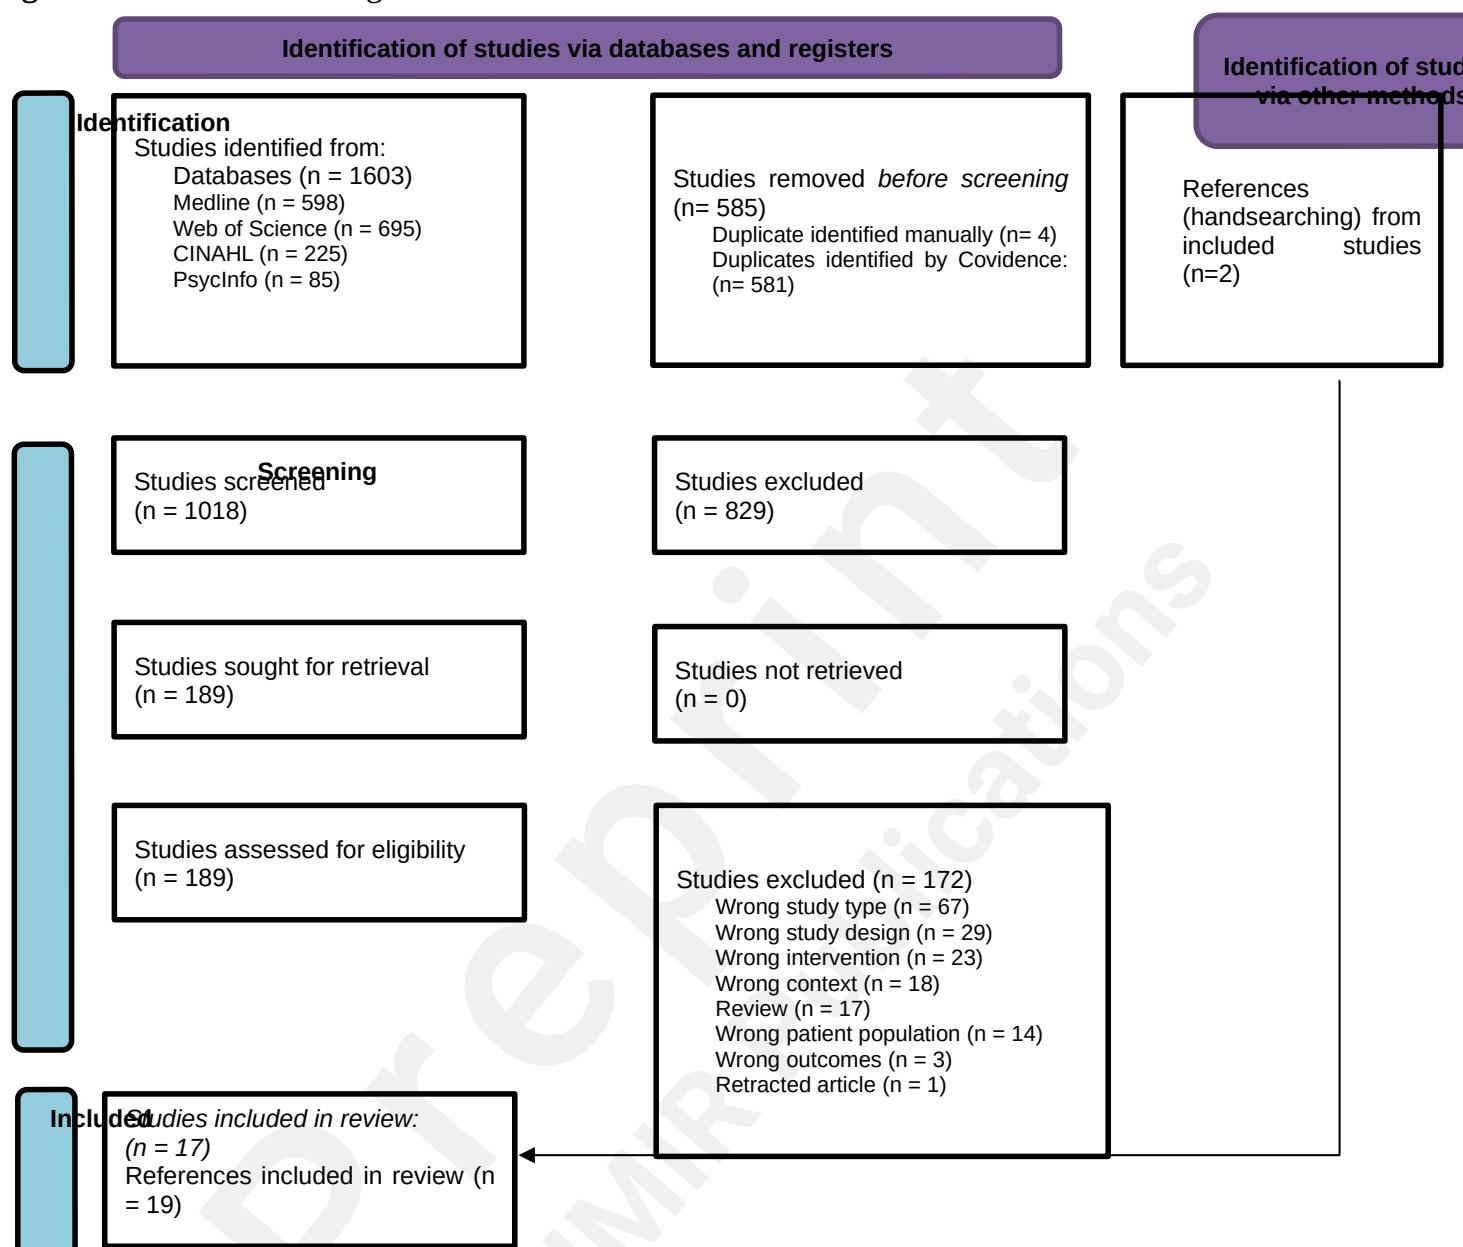 Identification of studies via databases and registers
Identification of stud
via other methods
Identification
Studies identified from:
Databases (n = 1603)
Medline (n = 598)
Web of Science (n = 695)
CINAHL (n = 225)
PsycInfo (n = 85)
Studies removed before screening
(n= 585)
Duplicate identified manually (n= 4)
Duplicates identified by Covidence:
(n= 581)
References
(handsearching) from
included studies
(n=2)
Screening
Studies screened
(n = 1018)
Studies excluded
(n = 829)
Studies sought for retrieval
(n = 189)
Studies not retrieved
(n = 0)
Studies assessed for eligibility
(n = 189)
Studies excluded (n = 172)
Wrong study type (n = 67)
Wrong study design (n = 29)
Wrong intervention (n = 23)
Wrong context (n = 18)
Review (n = 17)
Wrong patient population (n = 14)
Wrong outcomes (n = 3)
Retracted article (n = 1)
Included
Studies included in review:
(n = 17)
References included in review (n
= 19)
Preprint
JMIR Publications